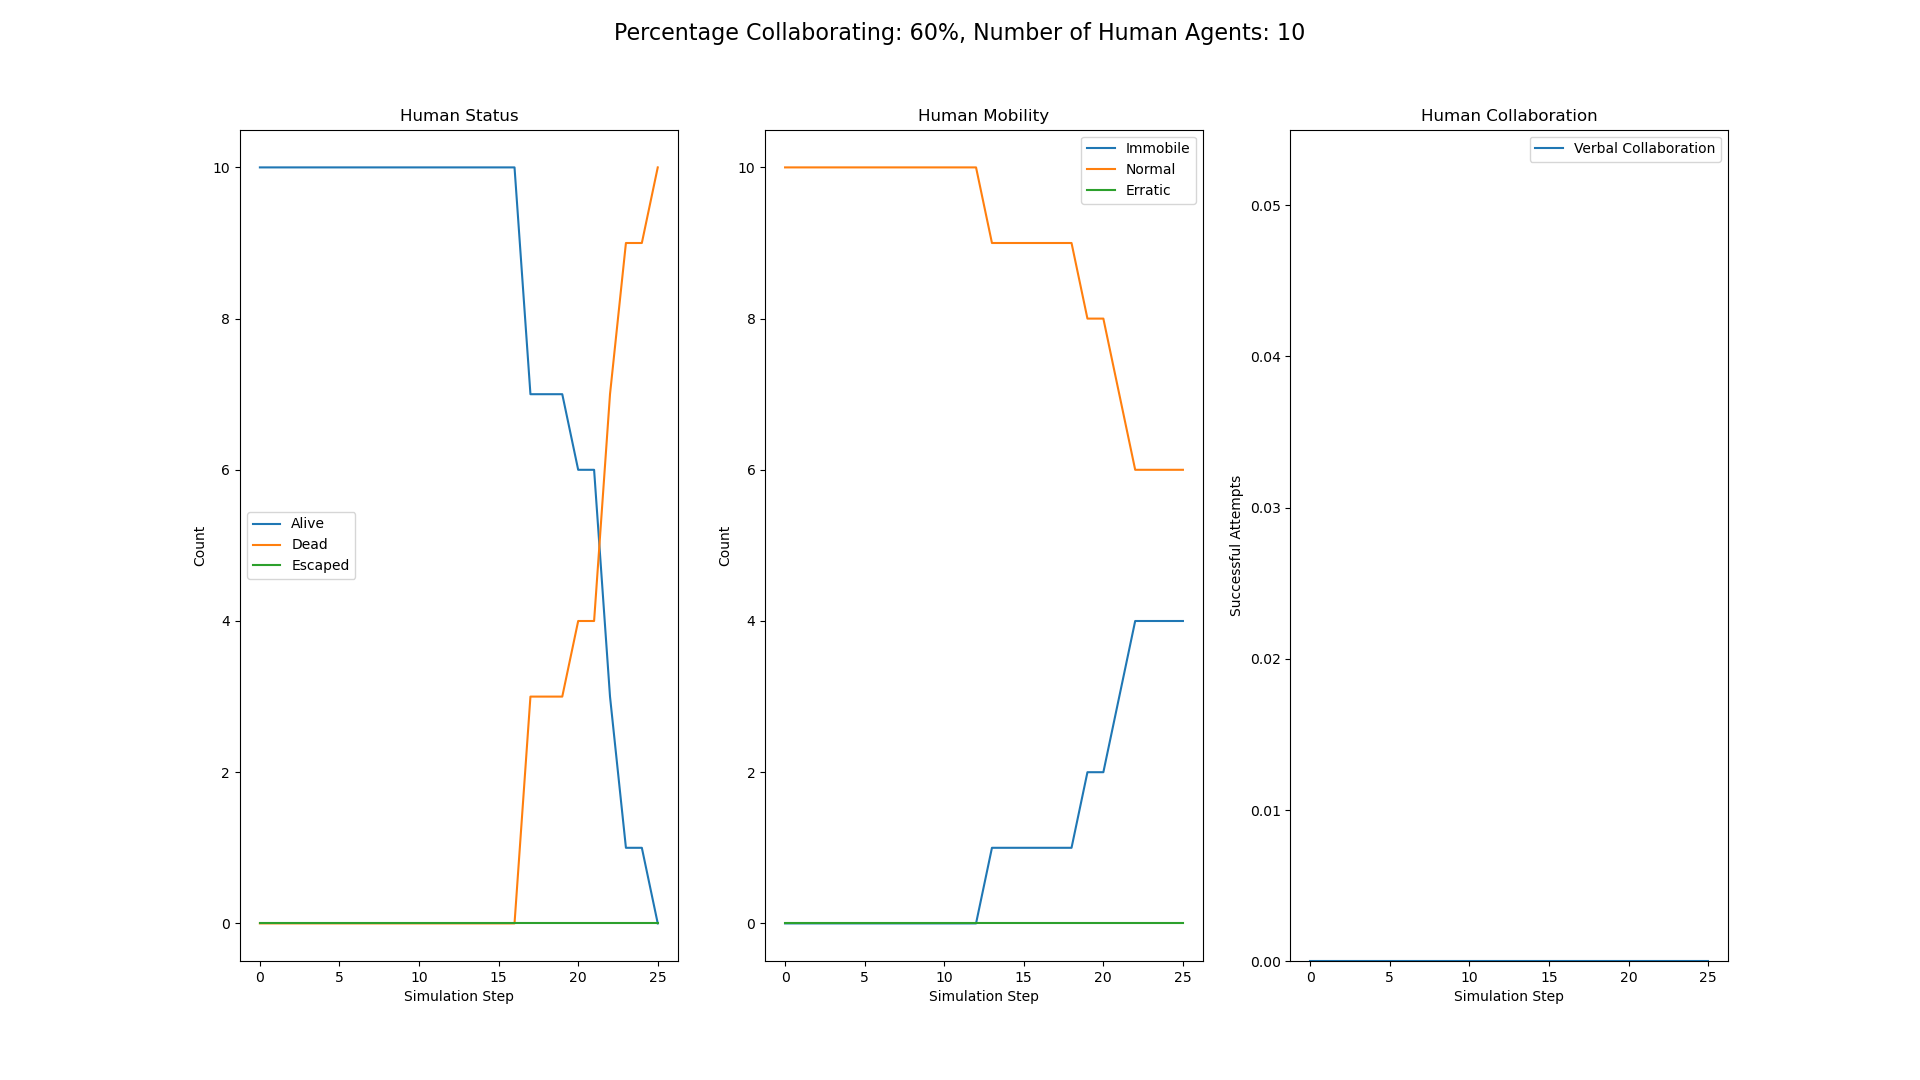 Percentage Collaborating: 60%, Number of Human Agents: 10
Human Status
10
8
6
4
2
0
Count
Alive
Dead
Escaped
0 5 10 15 20 25
Simulation Step
Human Mobility
10
8
6
4
2
0
Count
Immobile
Normal
Erratic
0 5 10 15 20 25
Simulation Step
Human Collaboration
0.05
0.04
0.03
0.02
0.01
0.00
Successful Attempts
Verbal Collaboration
0 5 10 15 20 25
Simulation Step